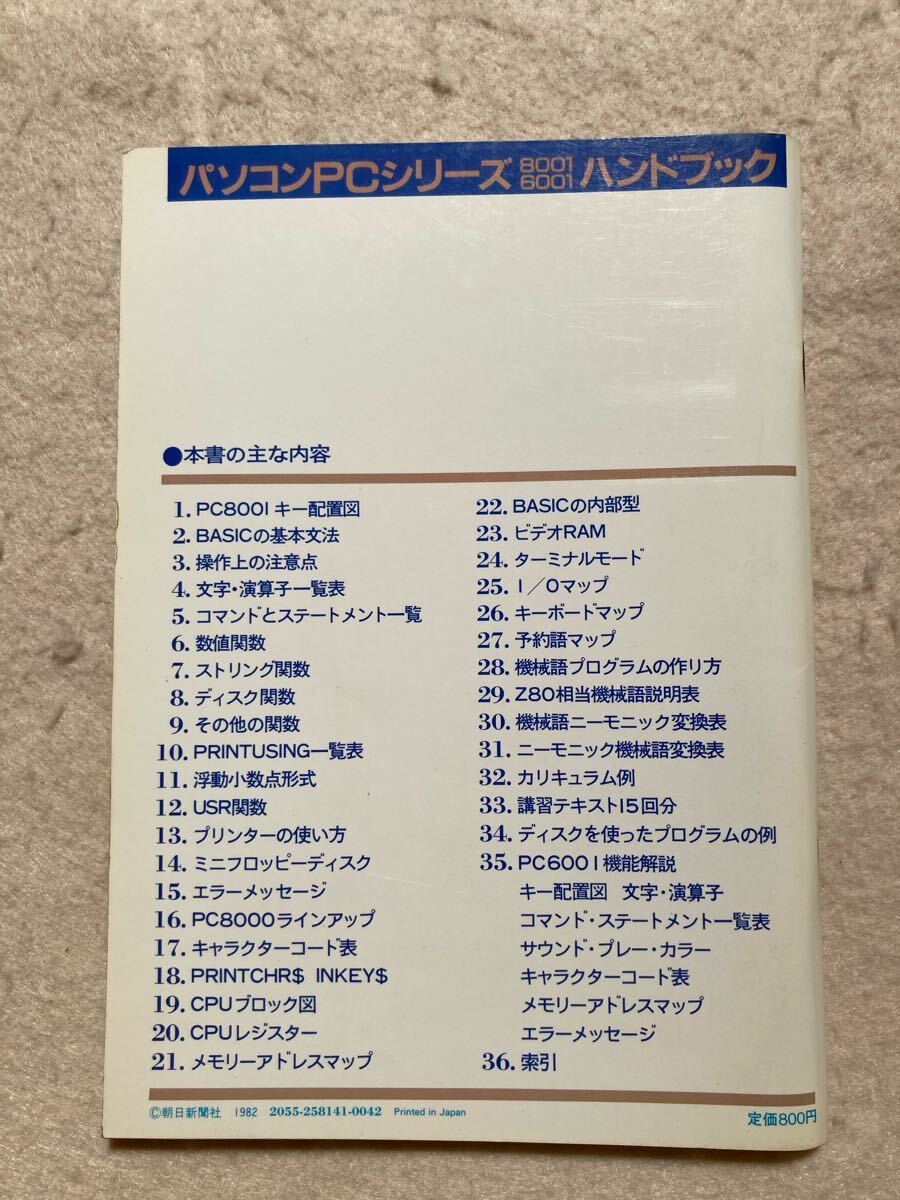 パソコンPCシリーズ 8001 6001 ハンドブック
●本書の主な内容
1. PC8001 キー配置図
2. BASICの基本文法
3. 操作上の注意点
4. 文字・演算子一覧表
5. コマンドとステートメント一覧
6. 数値関数
7. ストリング関数
8. ディスク関数
9. その他の関数
10. PRINTUSING一覧表
11. 浮動小数点形式
12. USR関数
13. プリンターの使い方
14. ミニフロッピーディスク
15. エラーメッセージ
16. PC8000ラインアップ
17. キャラクターコード表
18. PRINTCHR$ INKEY$
19. CPUブロック図
20. CPUレジスター
21. メモリーアドレスマップ
22. BASICの内部型
23. ビデオRAM
24. ターミナルモード
25. I/Oマップ
26. キーボードマップ
27. 予約語マップ
28. 機械語プログラムの作り方
29. Z80相当機械語説明表
30. 機械語ニーモニック変換表
31. ニーモニック機械語変換表
32. カリキュラム例
33. 講習テキスト15回分
34. ディスクを使ったプログラムの例
35. PC6001機能解説
キー配置図 文字・演算子
コマンド・ステートメント一覧表
サウンド・プレー・カラー
キャラクターコード表
メモリーアドレスマップ
エラーメッセージ
36. 索引
©朝日新聞社 1982 2055-258141-0042 Printed in Japan
定価800円